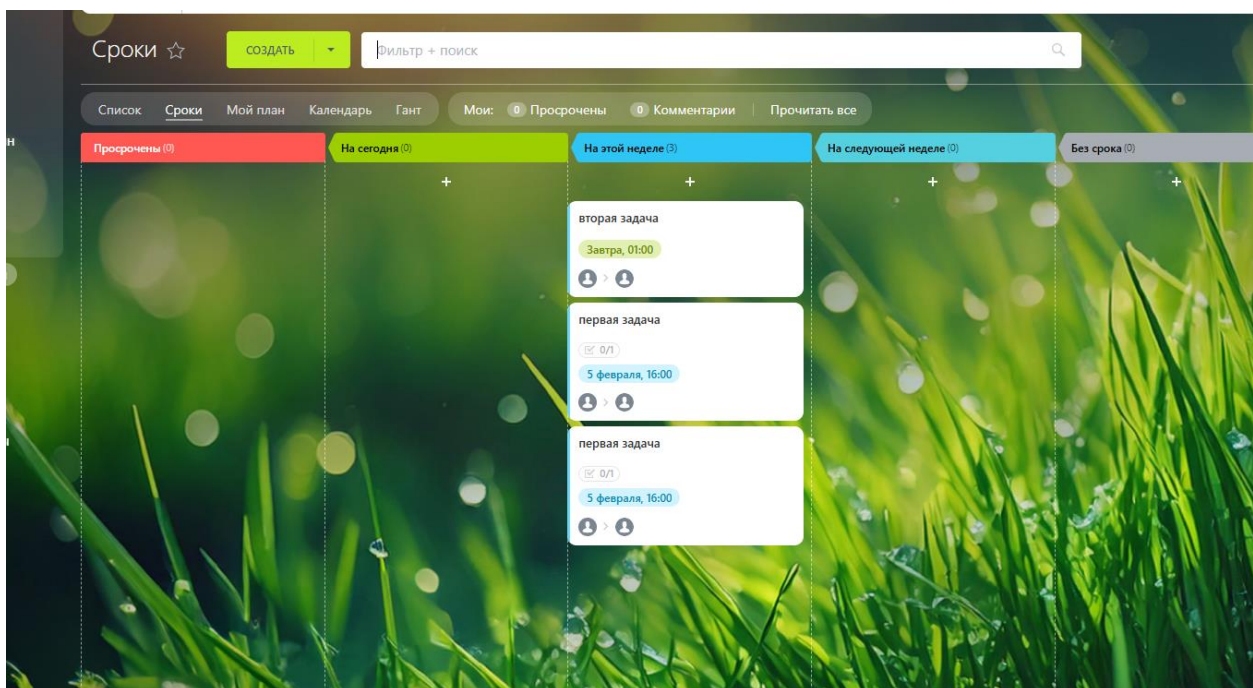 Сроки
СОЗДАТЬ
Фильтр + поиск
Список Сроки Мой план Календарь Гант Мои: 0 Просрочены 0 Комментарии Прочитать все
Просрочены (0) На сегодня (0) На этой неделе (3) На следующей неделе (0) Без срока (0)
+ + + +
вторая задача
Завтра, 01:00
первая задача
0/1
5 февраля, 16:00
первая задача
0/1
5 февраля, 16:00